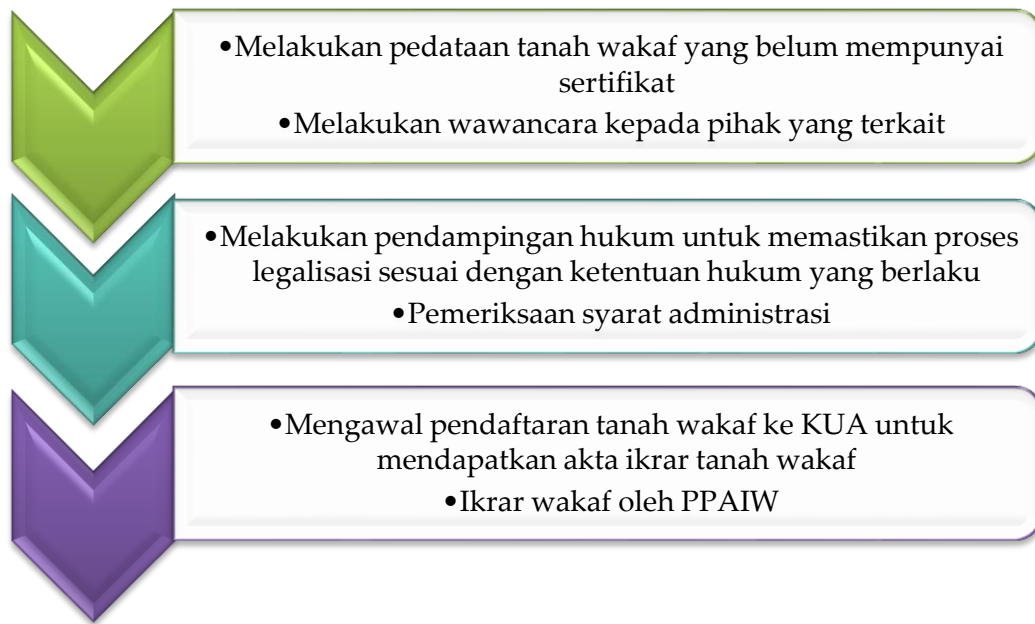 •Melakukan pedataan tanah wakaf yang belum mempunyai
sertifikat
•Melakukan wawancara kepada pihak yang terkait
•Melakukan pendampingan hukum untuk memastikan proses
legalisasi sesuai dengan ketentuan hukum yang berlaku
•Pemeriksaan syarat administrasi
•Mengawal pendaftaran tanah wakaf ke KUA untuk
mendapatkan akta ikrar tanah wakaf
•Ikrar wakaf oleh PPAIW